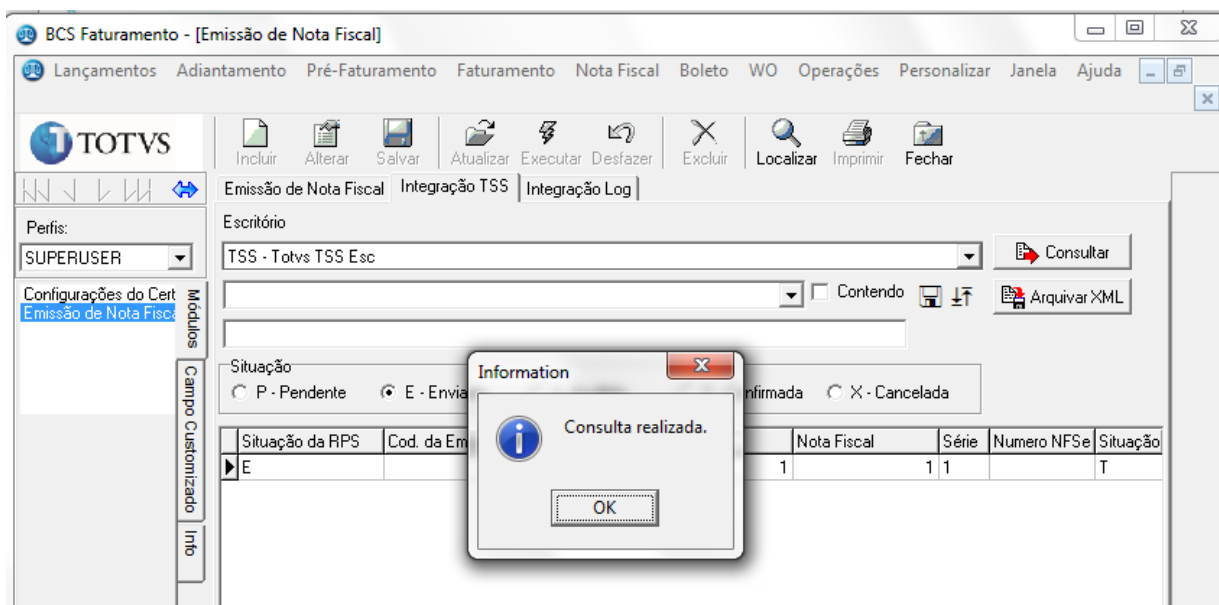 BCS Faturamento - [Emissão de Nota Fiscal]
Lançamentos Adiantamento Pré-Faturamento Faturamento Nota Fiscal Boleto WO Operações Personalizar Janela Ajuda
TOTVS
Incluir Alterar Salvar Atualizar Executar Desfazer Excluir Localizar Imprimir Fechar
Emissão de Nota Fiscal Integração TSS Integração Log
Perfis:
SUPERUSER
Configurações do Cert
Emissão de Nota Fisca
Módulos
Campo Customizado
Info
Escritório
TSS - Totvs TSS Esc
Consultar
Contendo
Arquivar XML
Situação
P - Pendente E - Envia nfirmada X - Cancelada
Situação da RPS Cod. da Em Nota Fiscal Série Numero NFSe Situação
E 1 1 1 T
Information
Consulta realizada.
OK